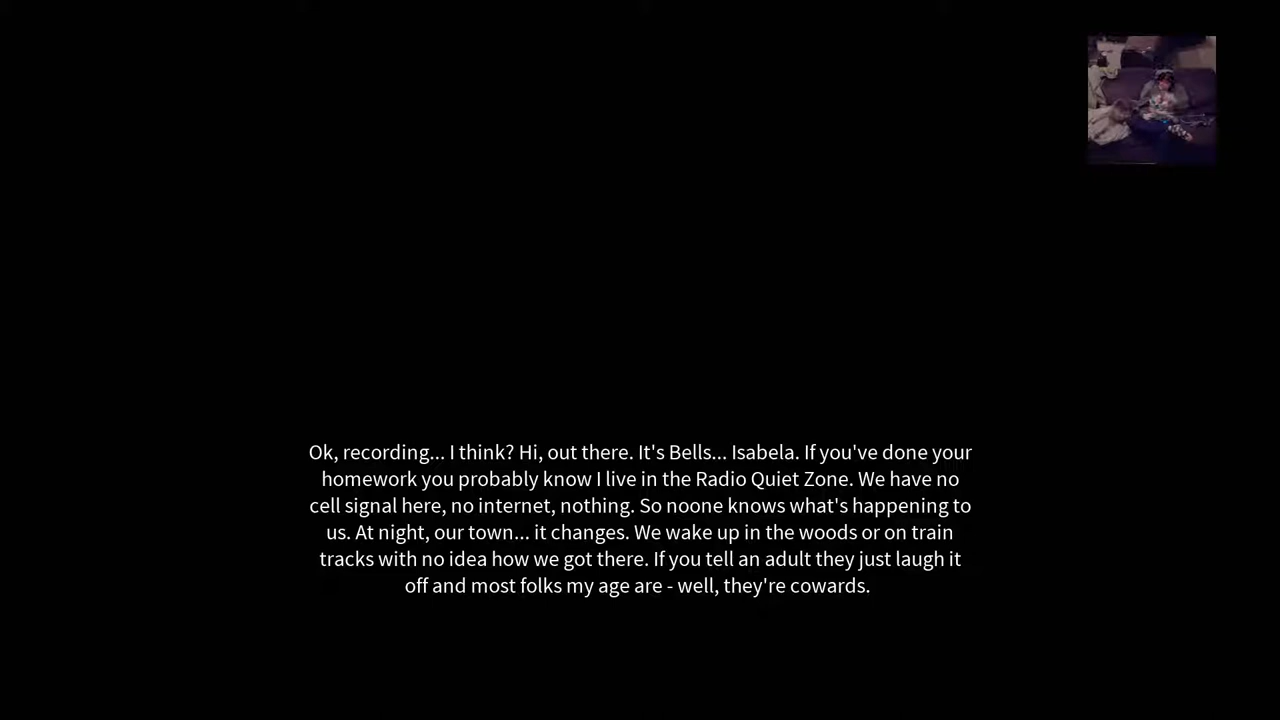 Ok, recording... I think? Hi, out there. It's Bells... Isabela. If you've done your
homework you probably know I live in the Radio Quiet Zone. We have no
cell signal here, no internet, nothing. So noone knows what's happening to
us. At night, our town... it changes. We wake up in the woods or on train
tracks with no idea how we got there. If you tell an adult they just laugh it
off and most folks my age are - well, they're cowards.